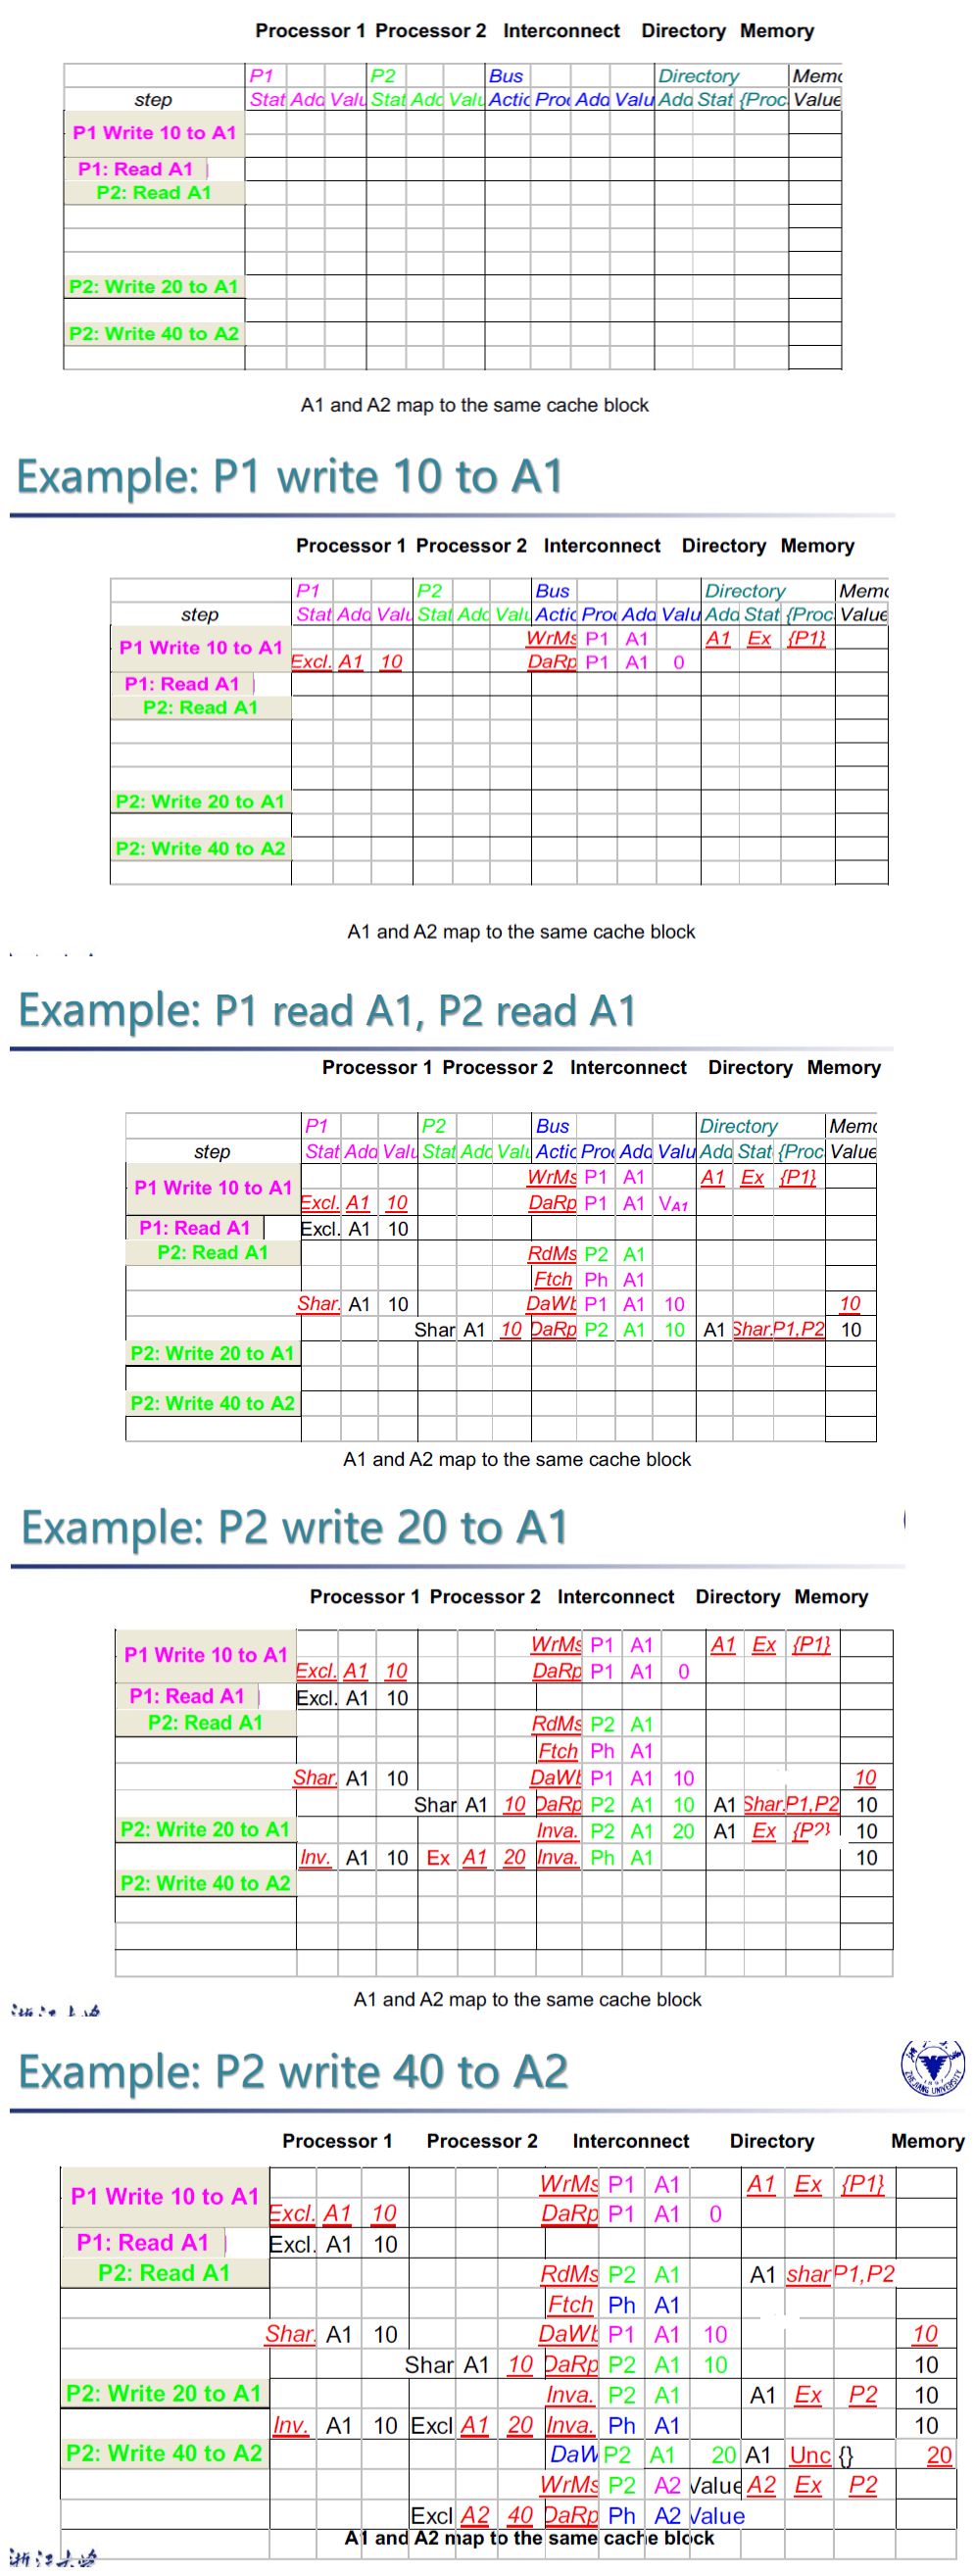 Processor 1 Processor 2 Interconnect Directory Memory
P1 P2 Bus Directory Memo
step Stat Add Valu Stat Add Valu Actio Proc Add Valu Add Stat {Proc Value
P1 Write 10 to A1
P1: Read A1
P2: Read A1
P2: Write 20 to A1
P2: Write 40 to A2
A1 and A2 map to the same cache block
Example: P1 write 10 to A1
Processor 1 Processor 2 Interconnect Directory Memory
P1 P2 Bus Directory Memo
step Stat Add Valu Stat Add Valu Actio Proc Add Valu Add Stat {Proc Value
P1 Write 10 to A1 WrMs P1 A1 A1 Ex {P1}
Excl. A1 10 DaRp P1 A1 0
P1: Read A1
P2: Read A1
P2: Write 20 to A1
P2: Write 40 to A2
A1 and A2 map to the same cache block
Example: P1 read A1, P2 read A1
Processor 1 Processor 2 Interconnect Directory Memory
P1 P2 Bus Directory Memo
step Stat Add Valu Stat Add Valu Actio Proc Add Valu Add Stat {Proc Value
P1 Write 10 to A1 WrMs P1 A1 A1 Ex {P1}
Excl. A1 10 DaRp P1 A1 VA1
P1: Read A1 Excl. A1 10
P2: Read A1 RdMs P2 A1
Ftch Ph A1
Shar. A1 10 DaWb P1 A1 10 10
Shar A1 10 DaRp P2 A1 10 A1 Shar. P1,P2 10
P2: Write 20 to A1
P2: Write 40 to A2
A1 and A2 map to the same cache block
Example: P2 write 20 to A1
Processor 1 Processor 2 Interconnect Directory Memory
P1 Write 10 to A1 WrMs P1 A1 A1 Ex {P1}
Excl. A1 10 DaRp P1 A1 0
P1: Read A1 Excl. A1 10
P2: Read A1 RdMs P2 A1
Ftch Ph A1
Shar. A1 10 DaWb P1 A1 10 10
Shar A1 10 DaRp P2 A1 10 A1 Shar. P1,P2 10
P2: Write 20 to A1 Inva. P2 A1 20 A1 Ex {P2} 10
Inv. A1 10 Ex A1 20 Inva. Ph A1 10
P2: Write 40 to A2
A1 and A2 map to the same cache block
Example: P2 write 40 to A2
ZHEJIANG UNIVERSITY
Processor 1 Processor 2 Interconnect Directory Memory
P1 Write 10 to A1 WrMs P1 A1 A1 Ex {P1}
Excl. A1 10 DaRp P1 A1 0
P1: Read A1 Excl. A1 10
P2: Read A1 RdMs P2 A1 A1 shar P1,P2
Ftch Ph A1
Shar. A1 10 DaWb P1 A1 10 10
Shar A1 10 DaRp P2 A1 10 10
P2: Write 20 to A1 Inva. P2 A1 A1 Ex P2 10
Inv. A1 10 Excl A1 20 Inva. Ph A1 10
P2: Write 40 to A2 DaW P2 A1 20 A1 Unc {} 20
WrMs P2 A2 Value A2 Ex P2
Excl A2 40 DaRp Ph A2 Value
A1 and A2 map to the same cache block